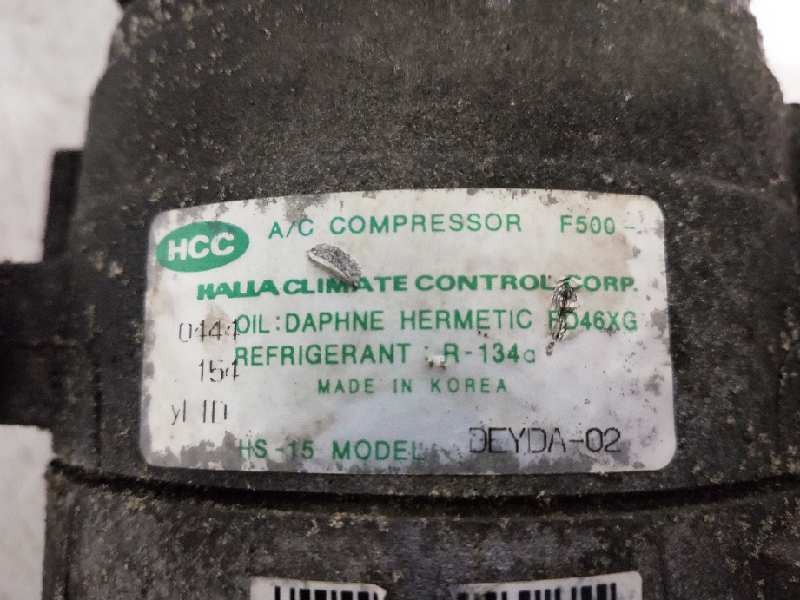 HCC A/C COMPRESSOR F500-
HALLA CLIMATE CONTROL CORP.
OIL: DAPHNE HERMETIC FD46XG
154 REFRIGERANT : R-134a
MADE IN KOREA
HS-15 MODEL DEYDA-02